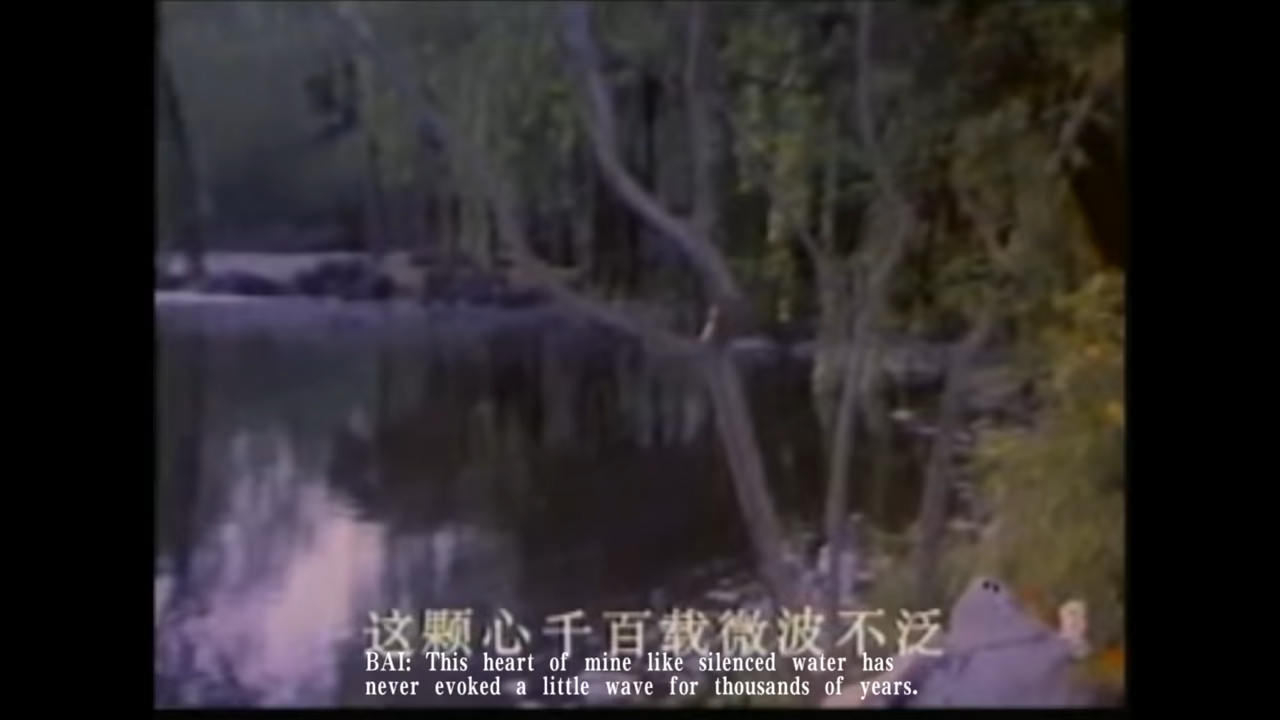 这颗心千百载微波不泛
BAI: This heart of mine like silenced water has
never evoked a little wave for thousands of years.